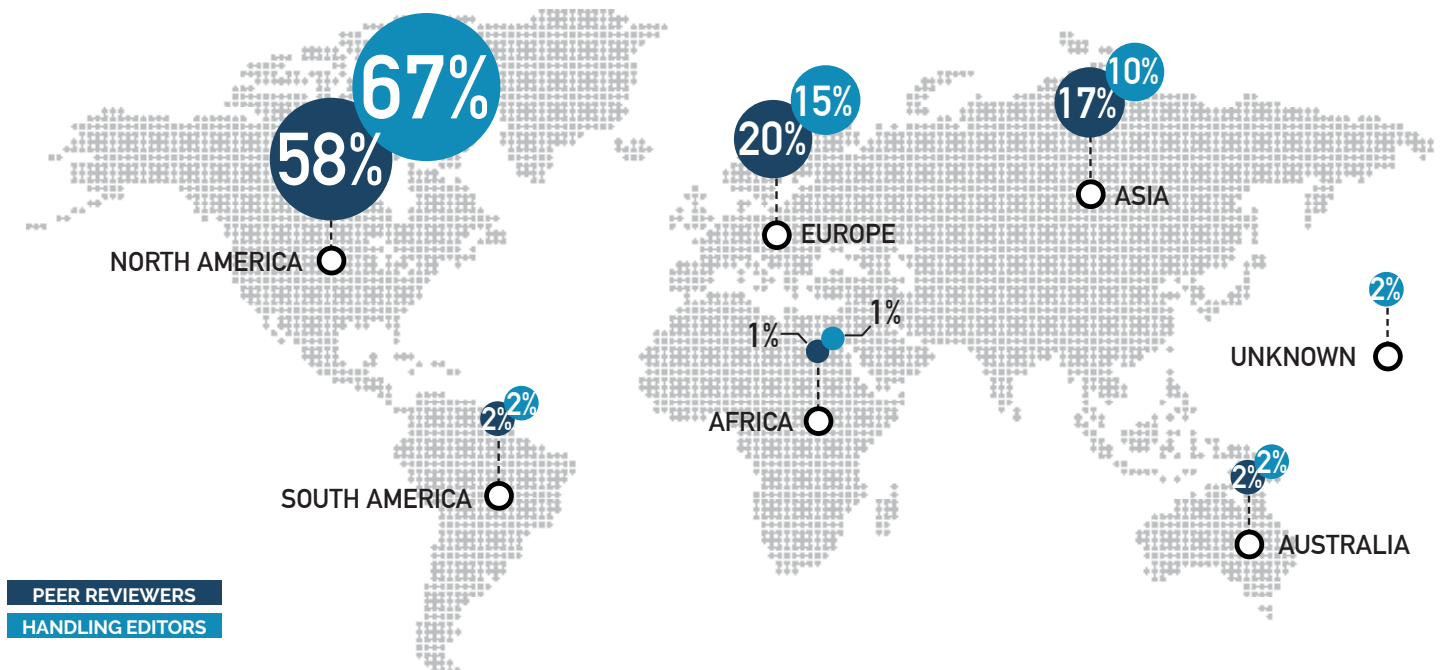 67%
58%
NORTH AMERICA
15%
20%
EUROPE
10%
17%
ASIA
2%
UNKNOWN
1%
1%
AFRICA
2%
2%
SOUTH AMERICA
2%
2%
AUSTRALIA
PEER REVIEWERS
HANDLING EDITORS